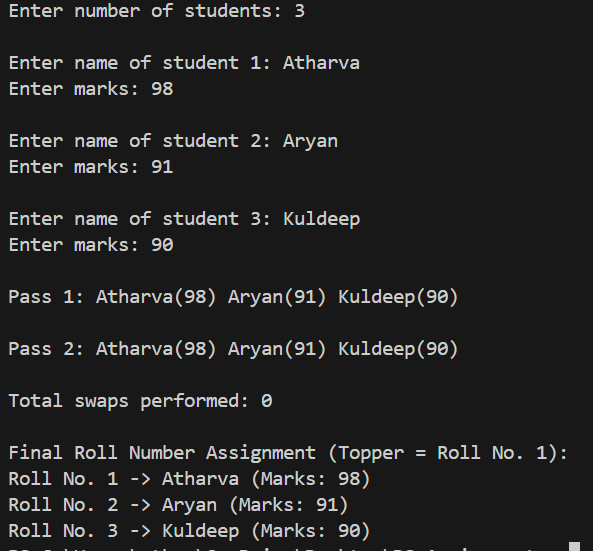 Enter number of students: 3
Enter name of student 1: Atharva
Enter marks: 98
Enter name of student 2: Aryan
Enter marks: 91
Enter name of student 3: Kuldeep
Enter marks: 90
Pass 1: Atharva(98) Aryan(91) Kuldeep(90)
Pass 2: Atharva(98) Aryan(91) Kuldeep(90)
Total swaps performed: 0
Final Roll Number Assignment (Topper = Roll No. 1):
Roll No. 1 -> Atharva (Marks: 98)
Roll No. 2 -> Aryan (Marks: 91)
Roll No. 3 -> Kuldeep (Marks: 90)